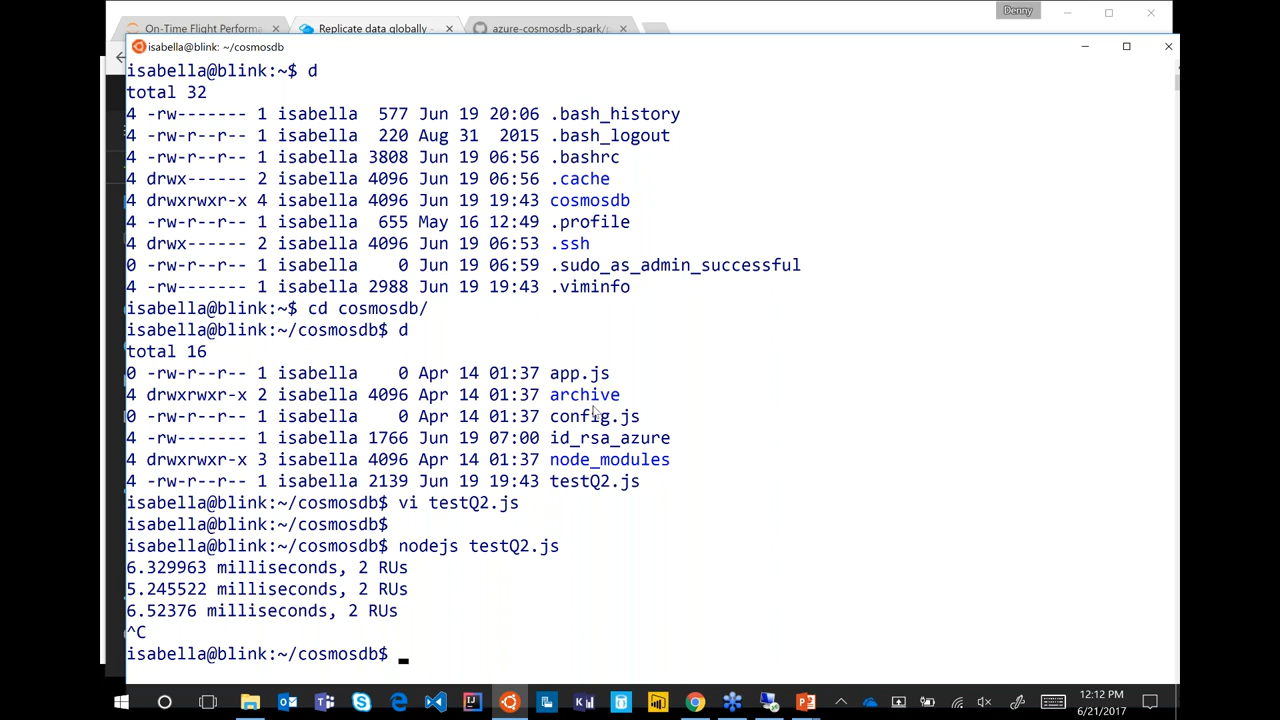 Denny
On-Time Flight Performa
Replicate data globally -
azure-cosmosdb-spark/p
isabella@blink: ~/cosmosdb
isabella@blink:~$ d
total 32
4 -rw------- 1 isabella  577 Jun 19 20:06 .bash_history
4 -rw-r--r-- 1 isabella  220 Aug 31  2015 .bash_logout
4 -rw-r--r-- 1 isabella 3808 Jun 19 06:56 .bashrc
4 drwx------ 2 isabella 4096 Jun 19 06:56 .cache
4 drwxrwxr-x 4 isabella 4096 Jun 19 19:43 cosmosdb
4 -rw-r--r-- 1 isabella  655 May 16 12:49 .profile
4 drwx------ 2 isabella 4096 Jun 19 06:53 .ssh
0 -rw-r--r-- 1 isabella    0 Jun 19 06:59 .sudo_as_admin_successful
4 -rw-r--r-- 1 isabella 2988 Jun 19 19:43 .viminfo
isabella@blink:~$ cd cosmosdb/
isabella@blink:~/cosmosdb$ d
total 16
0 -rw-r--r-- 1 isabella    0 Apr 14 01:37 app.js
4 drwxrwxr-x 2 isabella 4096 Apr 14 01:37 archive
0 -rw-r--r-- 1 isabella    0 Apr 14 01:37 config.js
4 -rw------- 1 isabella 1766 Jun 19 07:00 id_rsa_azure
4 drwxrwxr-x 3 isabella 4096 Apr 14 01:37 node_modules
4 -rw-r--r-- 1 isabella 2139 Jun 19 19:43 testQ2.js
isabella@blink:~/cosmosdb$ vi testQ2.js
isabella@blink:~/cosmosdb$
isabella@blink:~/cosmosdb$ nodejs testQ2.js
6.329963 milliseconds, 2 RUs
5.245522 milliseconds, 2 RUs
6.52376 milliseconds, 2 RUs
^C
isabella@blink:~/cosmosdb$
12:12 PM
6/21/2017